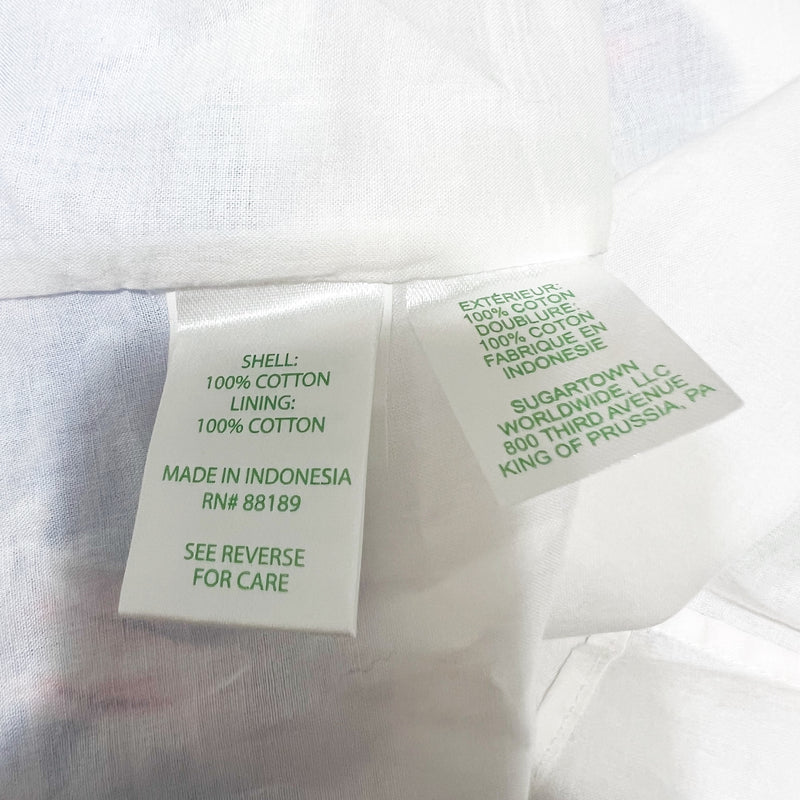 SHELL:
100% COTTON
LINING:
100% COTTON
MADE IN INDONESIA
RN# 88189
SEE REVERSE
FOR CARE
EXTÉRIEUR:
100% COTON
DOUBLURE:
100% COTON
FABRIQUE EN
INDONESIE
SUGARTOWN
WORLDWIDE, LLC
800 THIRD AVENUE
KING OF PRUSSIA, PA